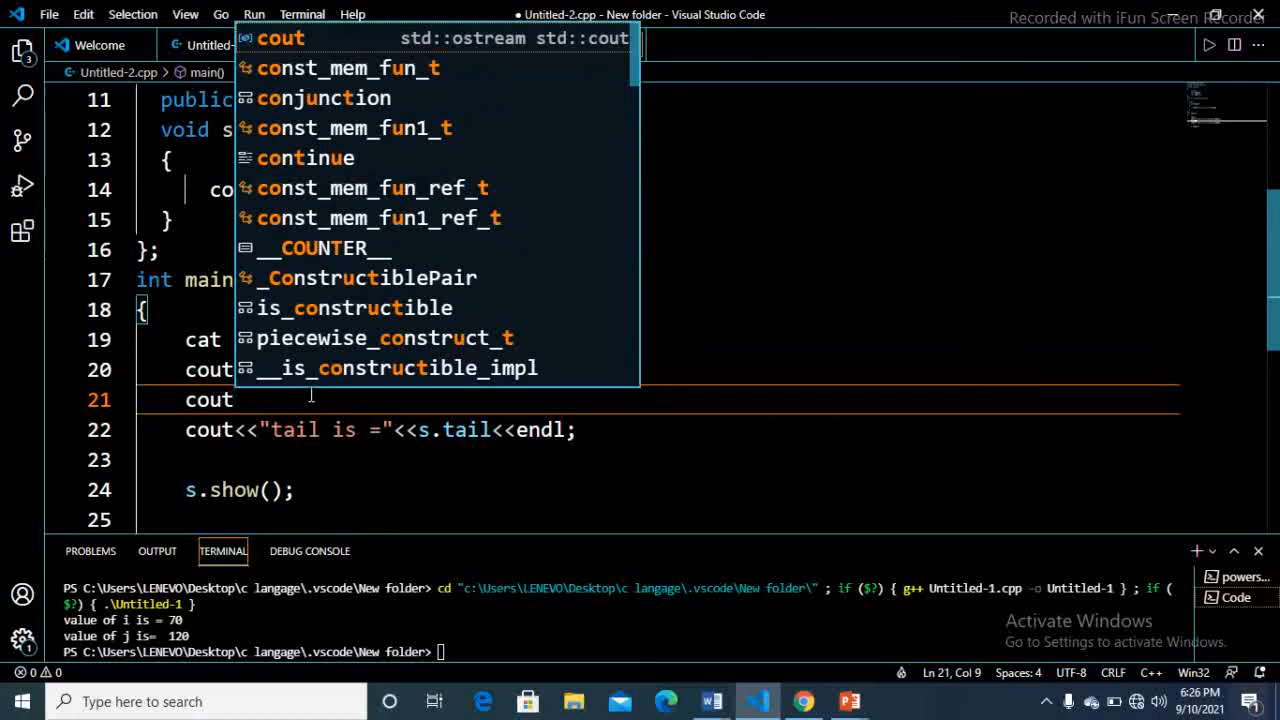 File Edit Selection View Go Run Terminal Help
● Untitled-2.cpp - New folder - Visual Studio Code
Recorded with iFun Screen Recorder
Welcome
Untitled-
Untitled-2.cpp > main()
cout std::ostream std::cout
const_mem_fun_t
conjunction
const_mem_fun1_t
continue
const_mem_fun_ref_t
const_mem_fun1_ref_t
__COUNTER__
_ConstructiblePair
is_constructible
piecewise_construct_t
__is_constructible_impl
11 public
12 void s
13 {
14 co
15 }
16 };
17 int main
18 {
19 cat
20 cout
21 cout
22 cout<<"tail is ="<<s.tail<<endl;
23
24 s.show();
25
3
1
PROBLEMS OUTPUT TERMINAL DEBUG CONSOLE
PS C:\Users\LENEVO\Desktop\c langage\.vscode\New folder> cd "c:\Users\LENEVO\Desktop\c langage\.vscode\New folder\" ; if ($?) { g++ Untitled-1.cpp -o Untitled-1 } ; if (
$?) { .\Untitled-1 }
value of i is = 70
value of j is= 120
PS C:\Users\LENEVO\Desktop\c langage\.vscode\New folder>
powers...
Code
Activate Windows
Go to Settings to activate Windows.
0 0
Ln 21, Col 9 Spaces: 4 UTF-8 CRLF C++ Win32
Type here to search
6:26 PM
9/10/2021
1